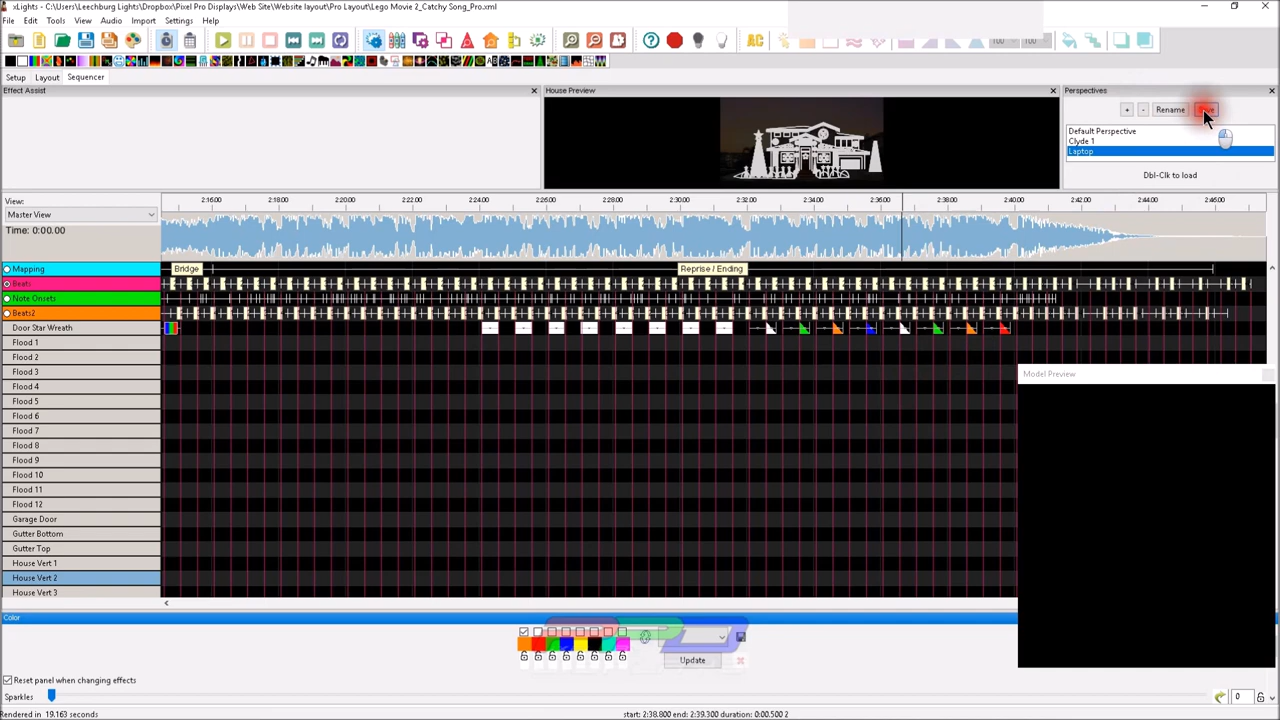 xLights - C:\Users\Leechburg Lights\Dropbox\Pixel Pro Displays\Web Site\Website layout\Pro Layout\Lego Movie 2_Catchy Song_Pro.xml
File Edit Tools View Audio Import Settings Help
100 100
Setup Layout Sequencer
Effect Assist
House Preview
Perspectives
+ - Rename
Default Perspective
Clyde 1
Laptop
Dbl-Clk to load
View:
Master View
Time: 0:00.00
2:16.00 2:18.00 2:20.00 2:22.00 2:24.00 2:26.00 2:28.00 2:30.00 2:32.00 2:34.00 2:36.00 2:38.00 2:40.00 2:42.00 2:44.00 2:46.00
Mapping
Bridge
Reprise / Ending
Beats
Note Onsets
Beats2
Door Star Wreath
Flood 1
Flood 2
Flood 3
Flood 4
Flood 5
Flood 6
Flood 7
Flood 8
Flood 9
Flood 10
Flood 11
Flood 12
Garage Door
Gutter Bottom
Gutter Top
House Vert 1
House Vert 2
House Vert 3
Model Preview
Color
Update
Reset panel when changing effects
Sparkles
0
Rendered in 19.163 seconds
start: 2:38.800 end: 2:39.300 duration: 0:00.500 2